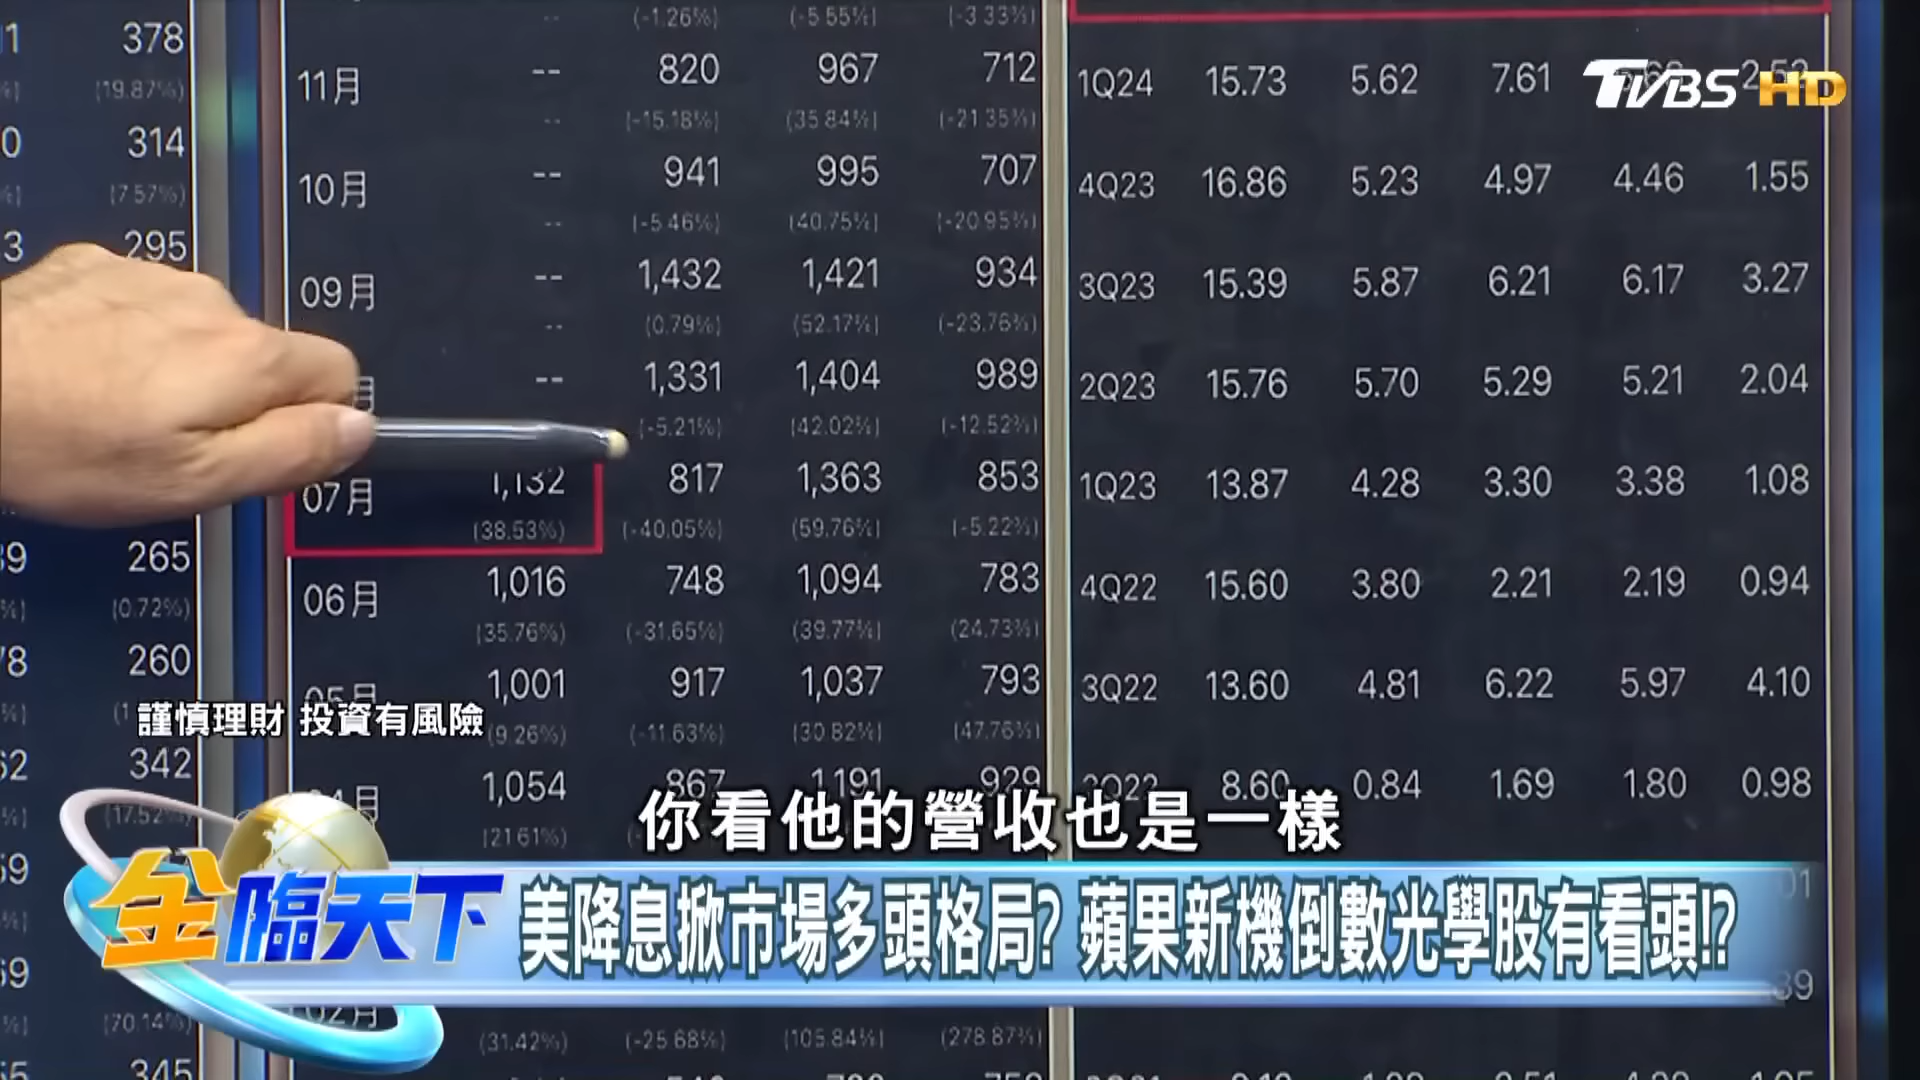 -- (-1.26%) (-5.55%) (-3.33%)
378
(19.87%)
314
(7.57%)
295
265
(0.72%)
260
342
(17.52%)
(70.14%)
345
11月 -- 820 967 712
-- (-15.18%) (35.84%) (-21.35%)
10月 -- 941 995 707
-- (-5.46%) (40.75%) (-20.95%)
09月 -- 1,432 1,421 934
-- (0.79%) (52.17%) (-23.76%)
月 -- 1,331 1,404 989
(-5.21%) (42.02%) (-12.52%)
07月 1,132 817 1,363 853
(38.53%) (-40.05%) (59.76%) (-5.22%)
06月 1,016 748 1,094 783
(35.76%) (-31.65%) (39.77%) (24.73%)
05月 1,001 917 1,037 793
(9.26%) (-11.63%) (30.82%) (47.76%)
月 1,054 867 1,191 929
(21.61%)
02月
(31.42%) (-25.68%) (105.84%) (278.87%)
1Q24 15.73 5.62 7.61
4Q23 16.86 5.23 4.97 4.46 1.55
3Q23 15.39 5.87 6.21 6.17 3.27
2Q23 15.76 5.70 5.29 5.21 2.04
1Q23 13.87 4.28 3.30 3.38 1.08
4Q22 15.60 3.80 2.21 2.19 0.94
3Q22 13.60 4.81 6.22 5.97 4.10
2Q22 8.60 0.84 1.69 1.80 0.98
TVBS HD
謹慎理財 投資有風險
你看他的營收也是一樣
金臨天下
美降息掀市場多頭格局? 蘋果新機倒數光學股有看頭!?